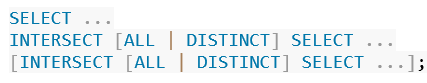 SELECT ...
INTERSECT [ALL | DISTINCT] SELECT ...
[INTERSECT [ALL | DISTINCT] SELECT ...];